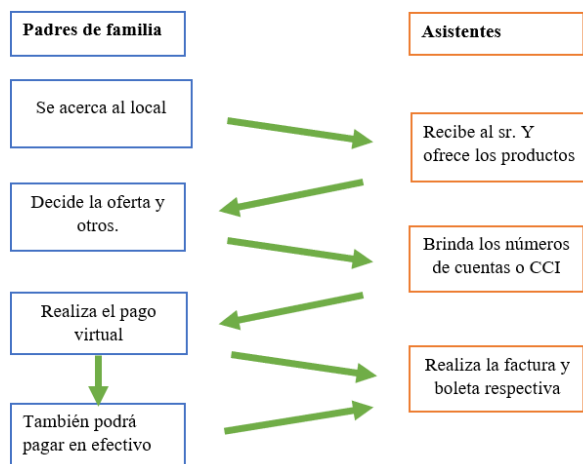 Padres de familia
Asistentes
Se acerca al local
Recibe al sr. Y
ofrece los productos
Decide la oferta y
otros.
Brinda los números
de cuentas o CCI
Realiza el pago
virtual
Realiza la factura y
boleta respectiva
También podrá
pagar en efectivo